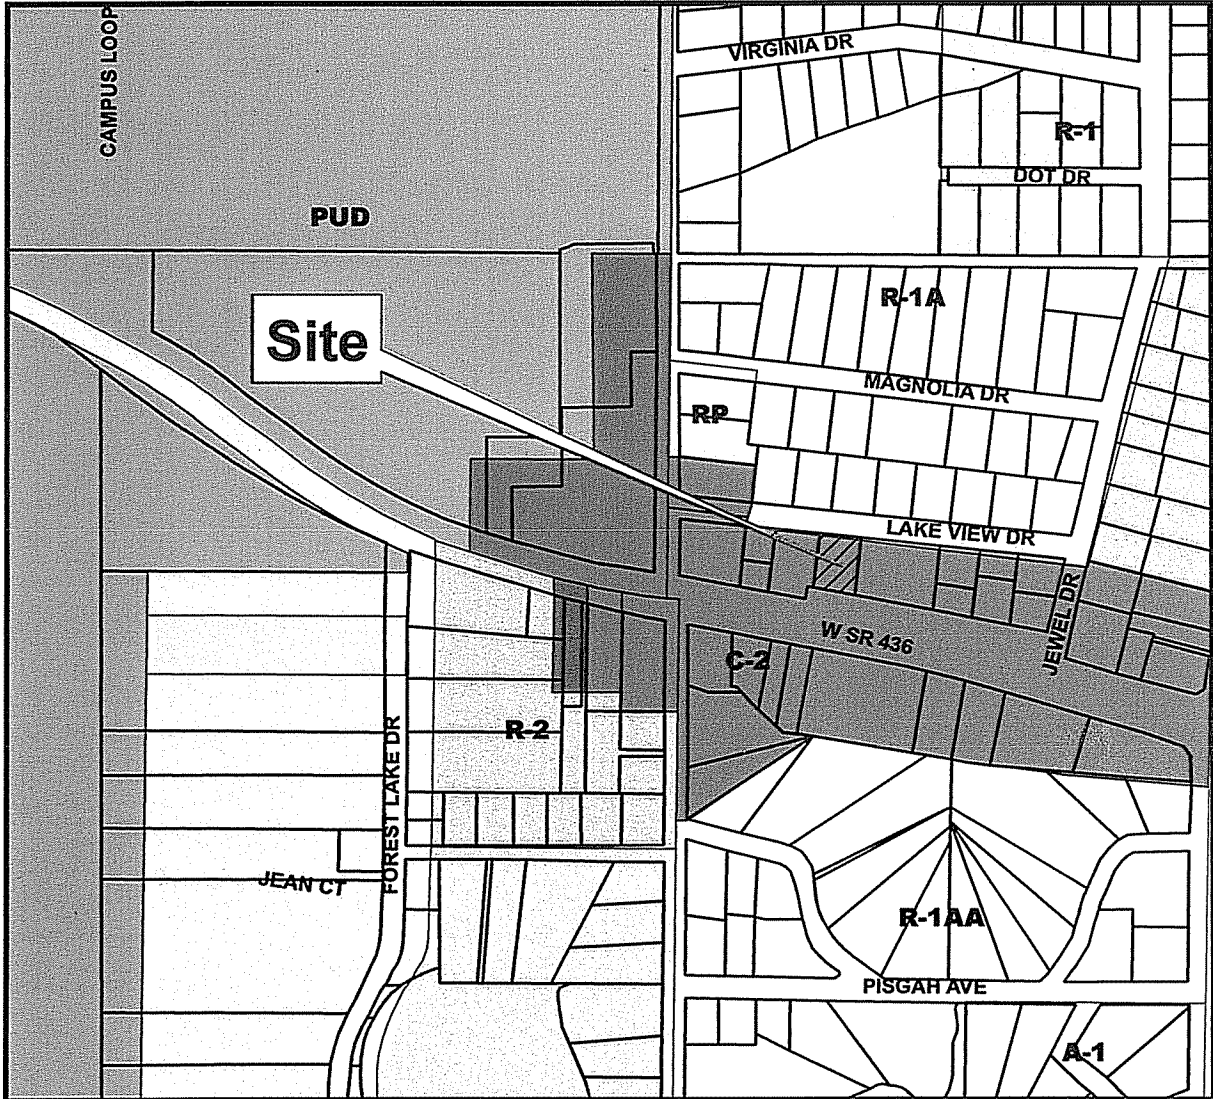 CAMPUS LOOP
VIRGINIA DR
R-1
DOT DR
PUD
R-1A
Site
MAGNOLIA DR
RP
LAKE VIEW DR
JEWEL DR
W SR 436
C-2
R-2
FOREST LAKE DR
JEAN CT
R-1AA
PISGAH AVE
A-1